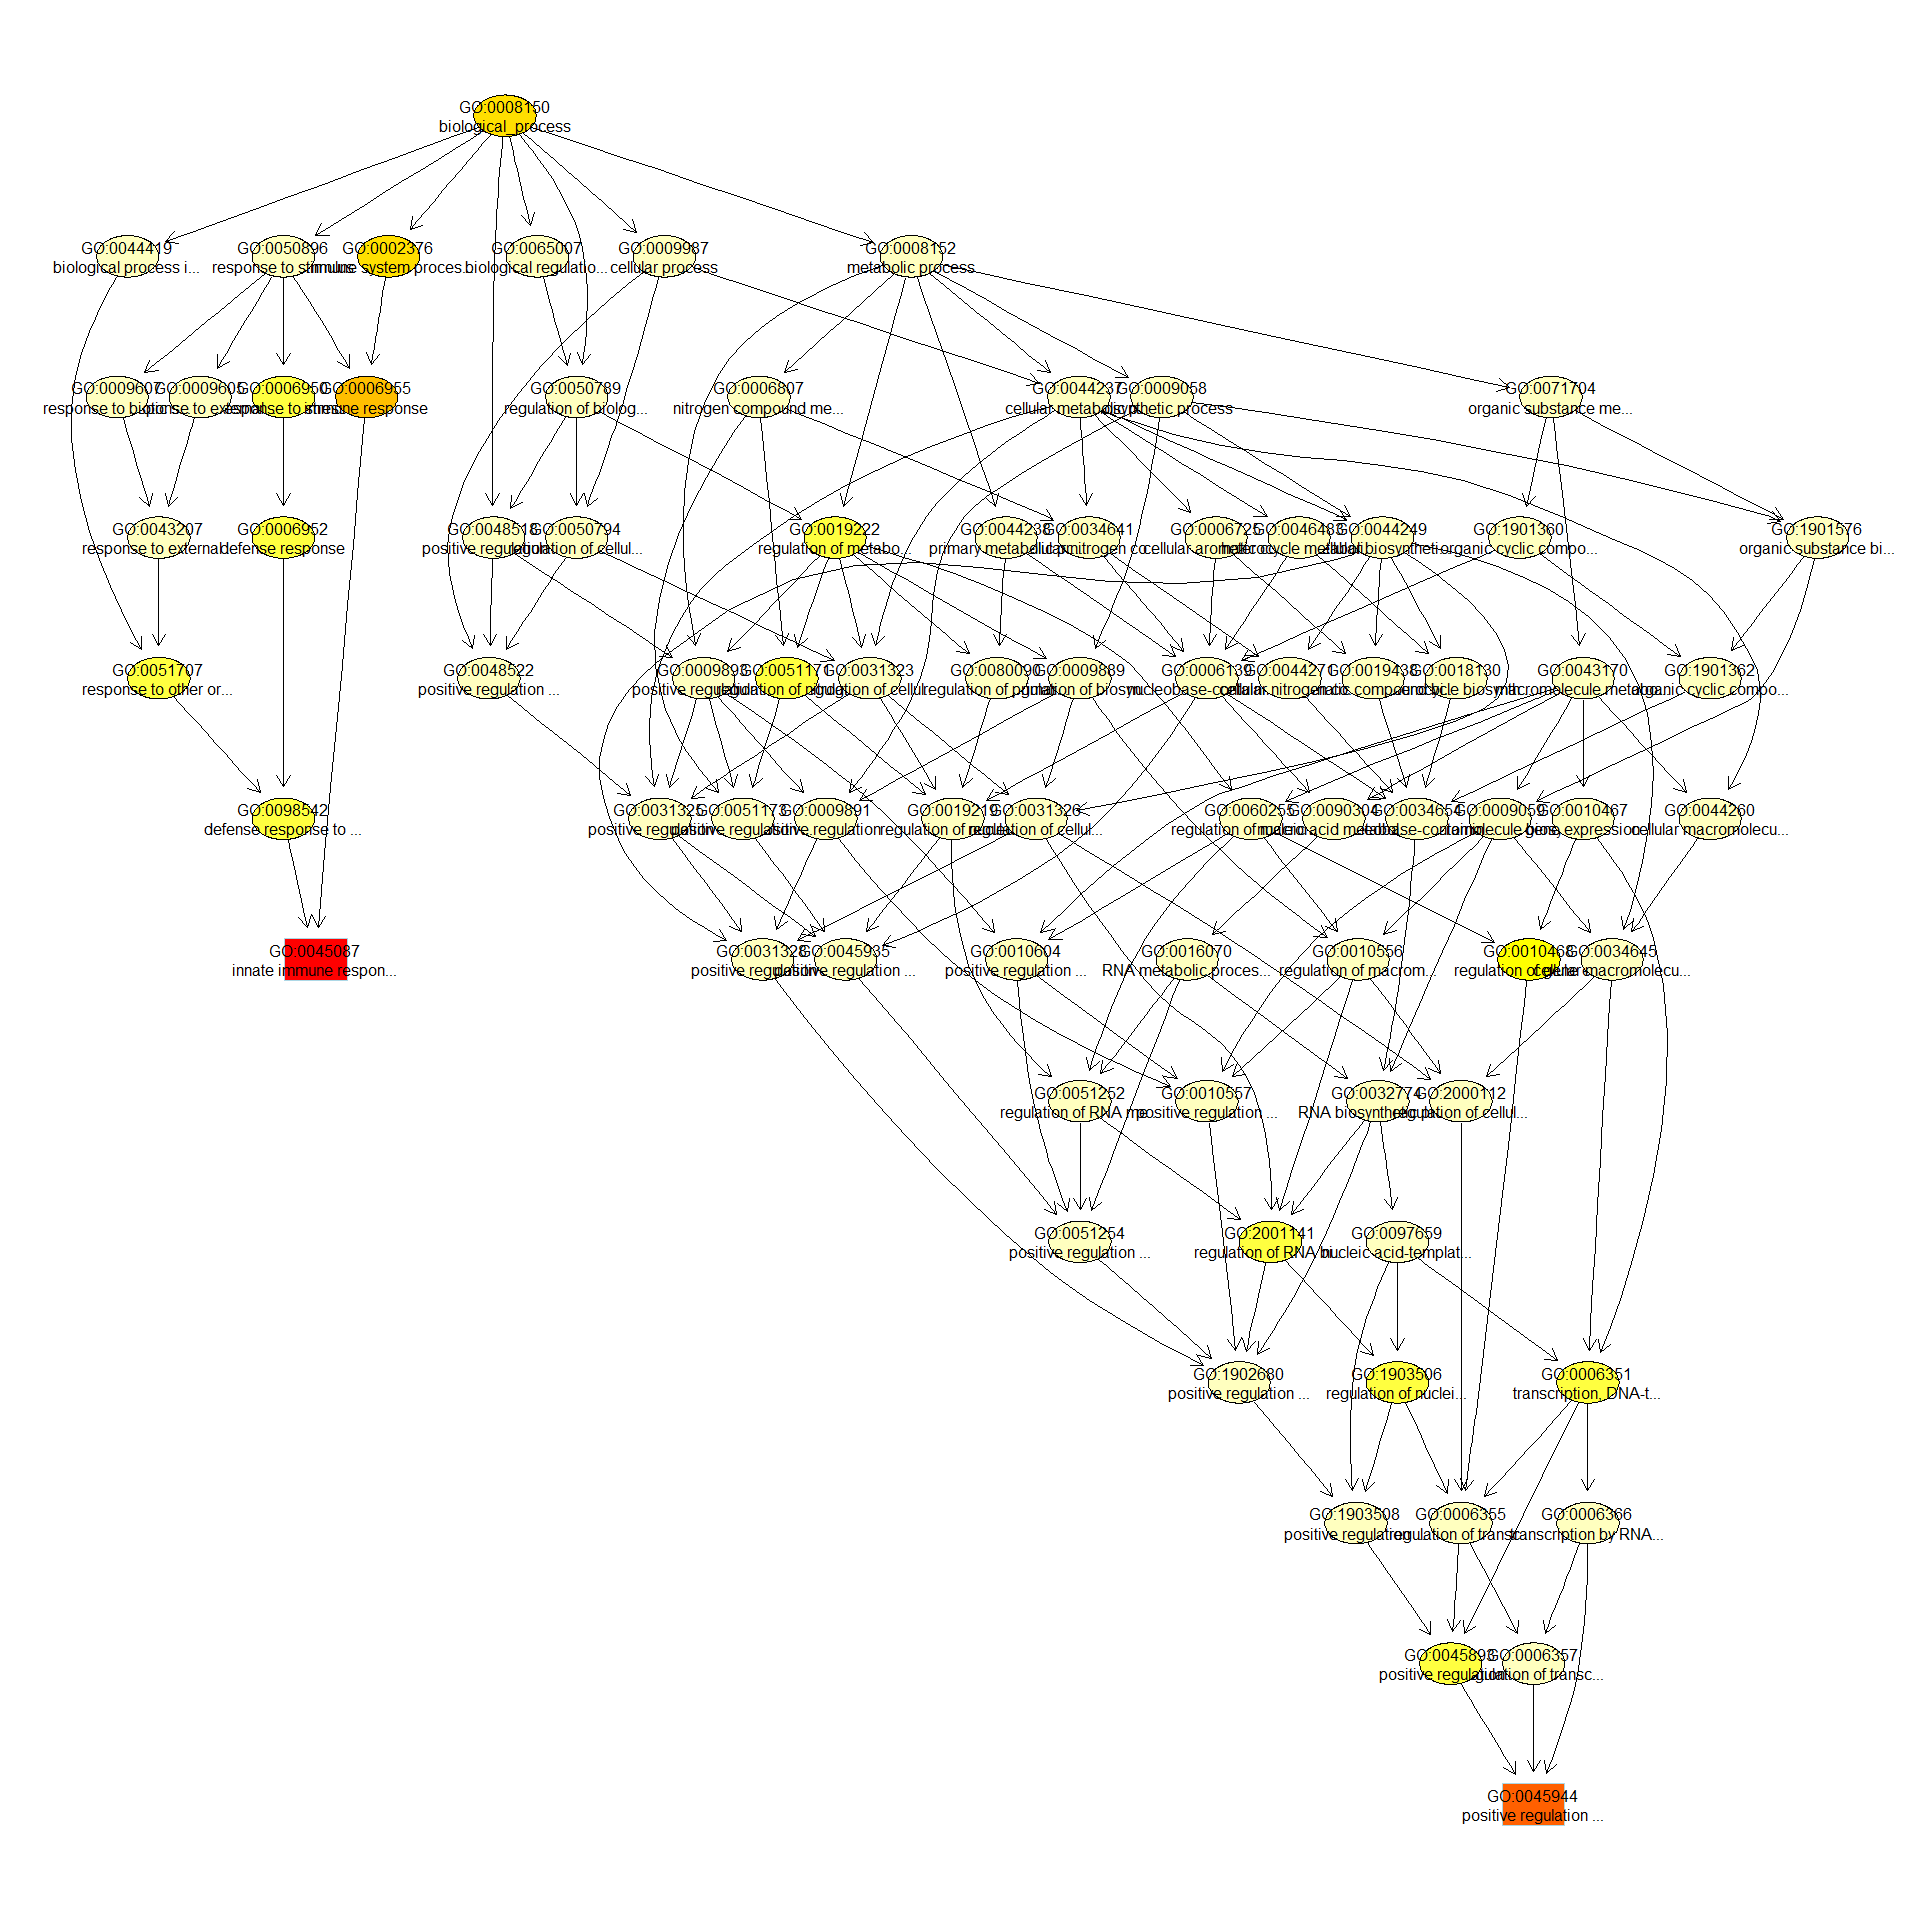 GO:0008150
biological_process
GO:0044419
biological process i...
GO:0050896
response to stimulus
GO:0002376
immune system proces...
GO:0065007
biological regulatio...
GO:0009987
cellular process
GO:0008152
metabolic process
GO:0009607
response to biotic
GO:0009605
response to external
GO:0006950
response to stress
GO:0006955
immune response
GO:0050789
regulation of biolog...
GO:0006807
nitrogen compound me...
GO:0044237
cellular metabolic
GO:0009058
biosynthetic process
GO:0071704
organic substance me...
GO:0043207
response to external
GO:0006952
defense response
GO:0048518
positive regulation
GO:0050794
regulation of cellul...
GO:0019222
regulation of metabo...
GO:0044238
primary metabolic
GO:0034641
cellular nitrogen co...
GO:0006725
cellular aromatic
GO:0046483
heterocycle metaboli
GO:0044249
cellular biosyntheti
GO:1901360
organic cyclic compo...
GO:1901576
organic substance bi...
GO:0051707
response to other or...
GO:0048522
positive regulation ...
GO:0009893
positive regulation
GO:0051171
regulation of nitrog
GO:0031323
regulation of cellul
GO:0080090
regulation of primar
GO:0009889
regulation of biosyn
GO:0006139
nucleobase-contain
GO:0044271
cellular nitrogen
GO:0019438
aromatic compound bi
GO:0018130
heterocycle biosynth
GO:0043170
macromolecule metabo
GO:1901362
organic cyclic compo...
GO:0098542
defense response to ...
GO:0031325
positive regulation
GO:0051173
positive regulation
GO:0009891
positive regulation
GO:0019219
regulation of nucleo
GO:0031326
regulation of cellul...
GO:0060255
regulation of macro
GO:0090304
nucleic acid metabo
GO:0034654
nucleobase-containi
GO:0009059
macromolecule biosy
GO:0010467
gene expression
GO:0044260
cellular macromolecu...
GO:0045087
innate immune respon...
GO:0031328
positive regulation
GO:0045935
positive regulation ...
GO:0010604
positive regulation ...
GO:0016070
RNA metabolic proces...
GO:0010556
regulation of macrom...
GO:0010468
regulation of gene
GO:0034645
cellular macromolecu...
GO:0051252
regulation of RNA me
GO:0010557
positive regulation ...
GO:0032774
RNA biosynthetic
GO:2000112
regulation of cellul...
GO:0051254
positive regulation ...
GO:2001141
regulation of RNA bi
GO:0097659
nucleic acid-templat...
GO:1902680
positive regulation ...
GO:1903506
regulation of nuclei...
GO:0006351
transcription, DNA-t...
GO:1903508
positive regulation
GO:0006355
regulation of transc
GO:0006366
transcription by RNA...
GO:0045893
positive regulation
GO:0006357
regulation of transc...
GO:0045944
positive regulation ...